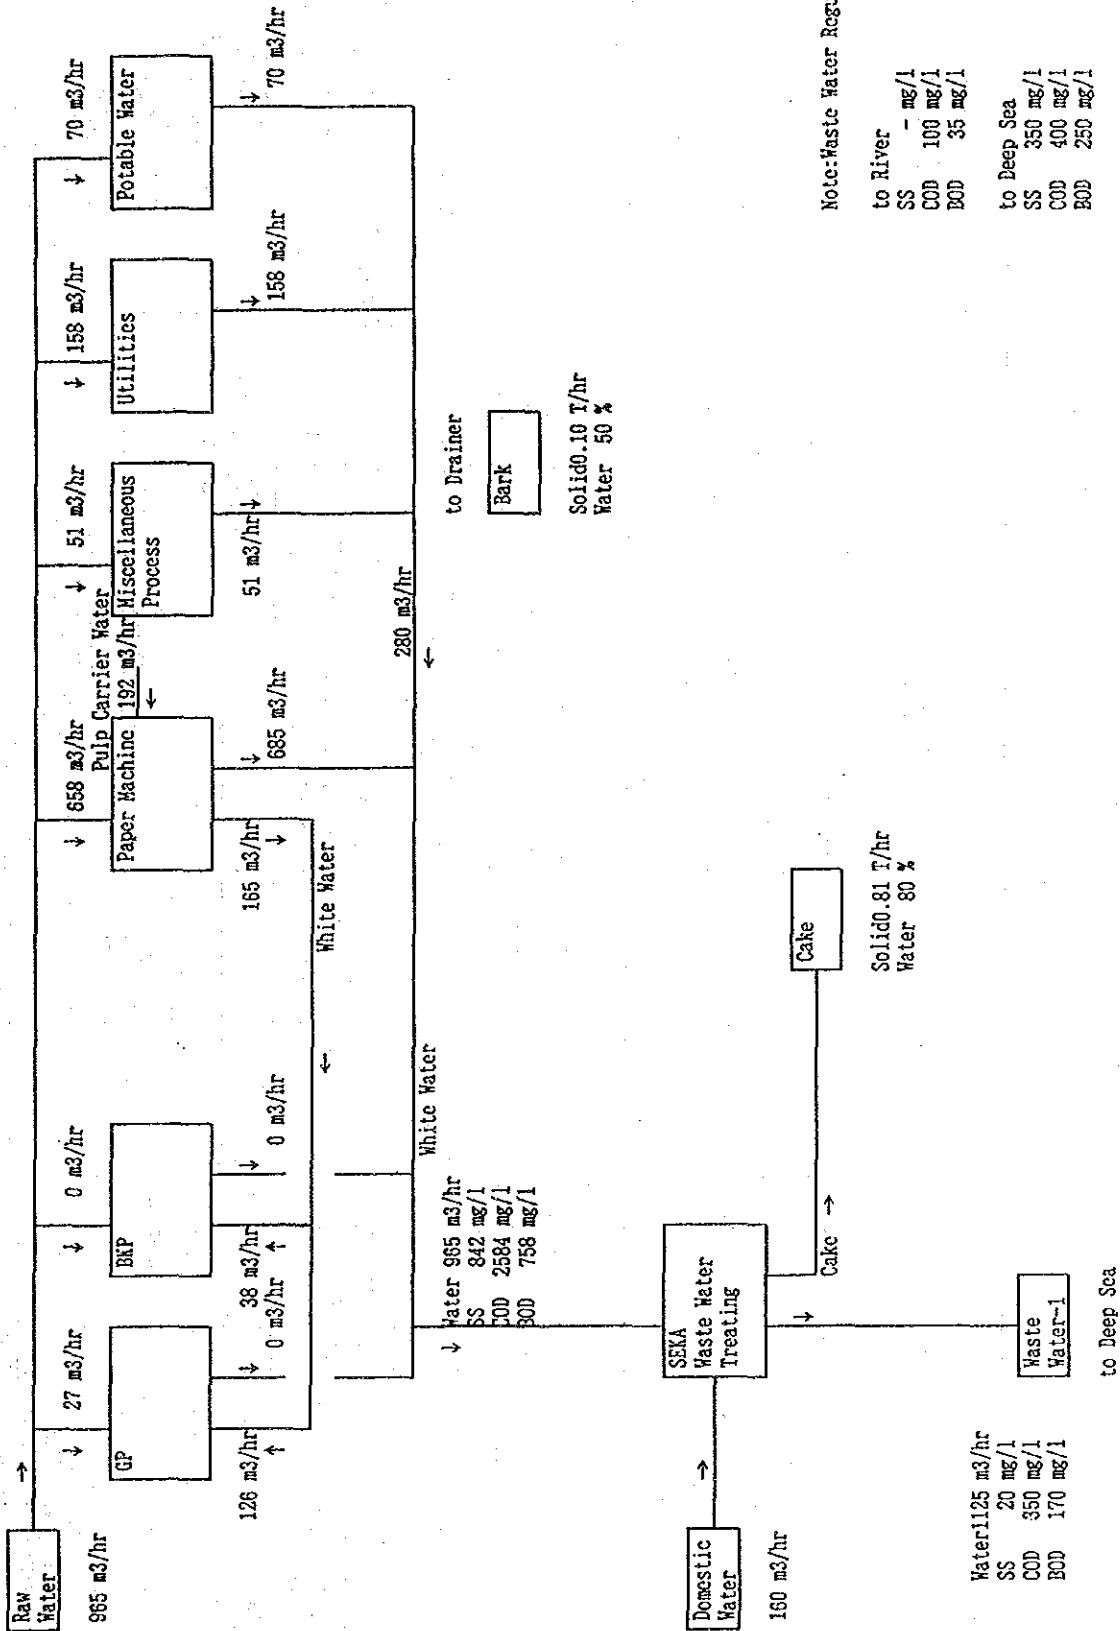 Raw
Water
965 m3/hr
27 m3/hr
0 m3/hr
658 m3/hr
Pulp Carrier Water
192 m3/hr
51 m3/hr
158 m3/hr
70 m3/hr
GP
BKP
Paper Machine
Miscellaneous
Process
Utilities
Potable Water
126 m3/hr
0 m3/hr
38 m3/hr
0 m3/hr
165 m3/hr
685 m3/hr
51 m3/hr
158 m3/hr
70 m3/hr
White Water
White Water
280 m3/hr
to Drainer
Bark
Solid0.10 T/hr
Water 50 %
Water 965 m3/hr
SS 842 mg/l
COD 2584 mg/l
BOD 758 mg/l
Domestic
Water
160 m3/hr
SEKA
Waste Water
Treating
Cake
Cake
Solid0.81 T/hr
Water 80 %
Waste
Water-1
to Deep Sea
Water1125 m3/hr
SS 20 mg/l
COD 350 mg/l
BOD 170 mg/l
Note:Waste Water Regu
to River
SS - mg/l
COD 100 mg/l
BOD 35 mg/l
to Deep Sea
SS 350 mg/l
COD 400 mg/l
BOD 250 mg/l